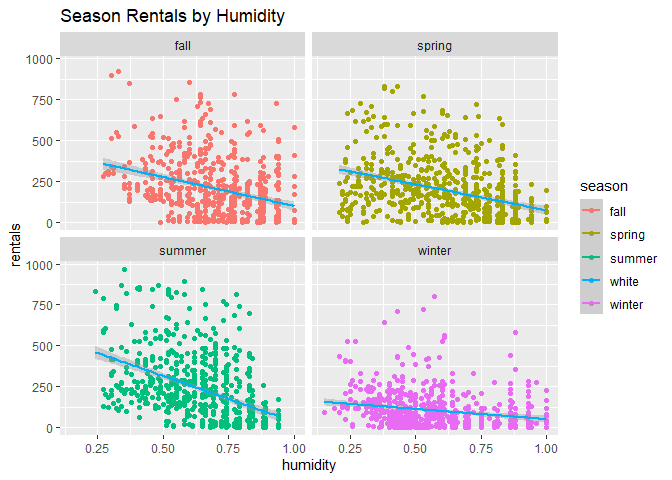 Season Rentals by Humidity
fall
spring
1000
750
500
250
0
summer
winter
1000
750
500
250
0
rentals
0.25
0.50
0.75
1.00
0.25
0.50
0.75
1.00
humidity
season
fall
spring
summer
white
winter